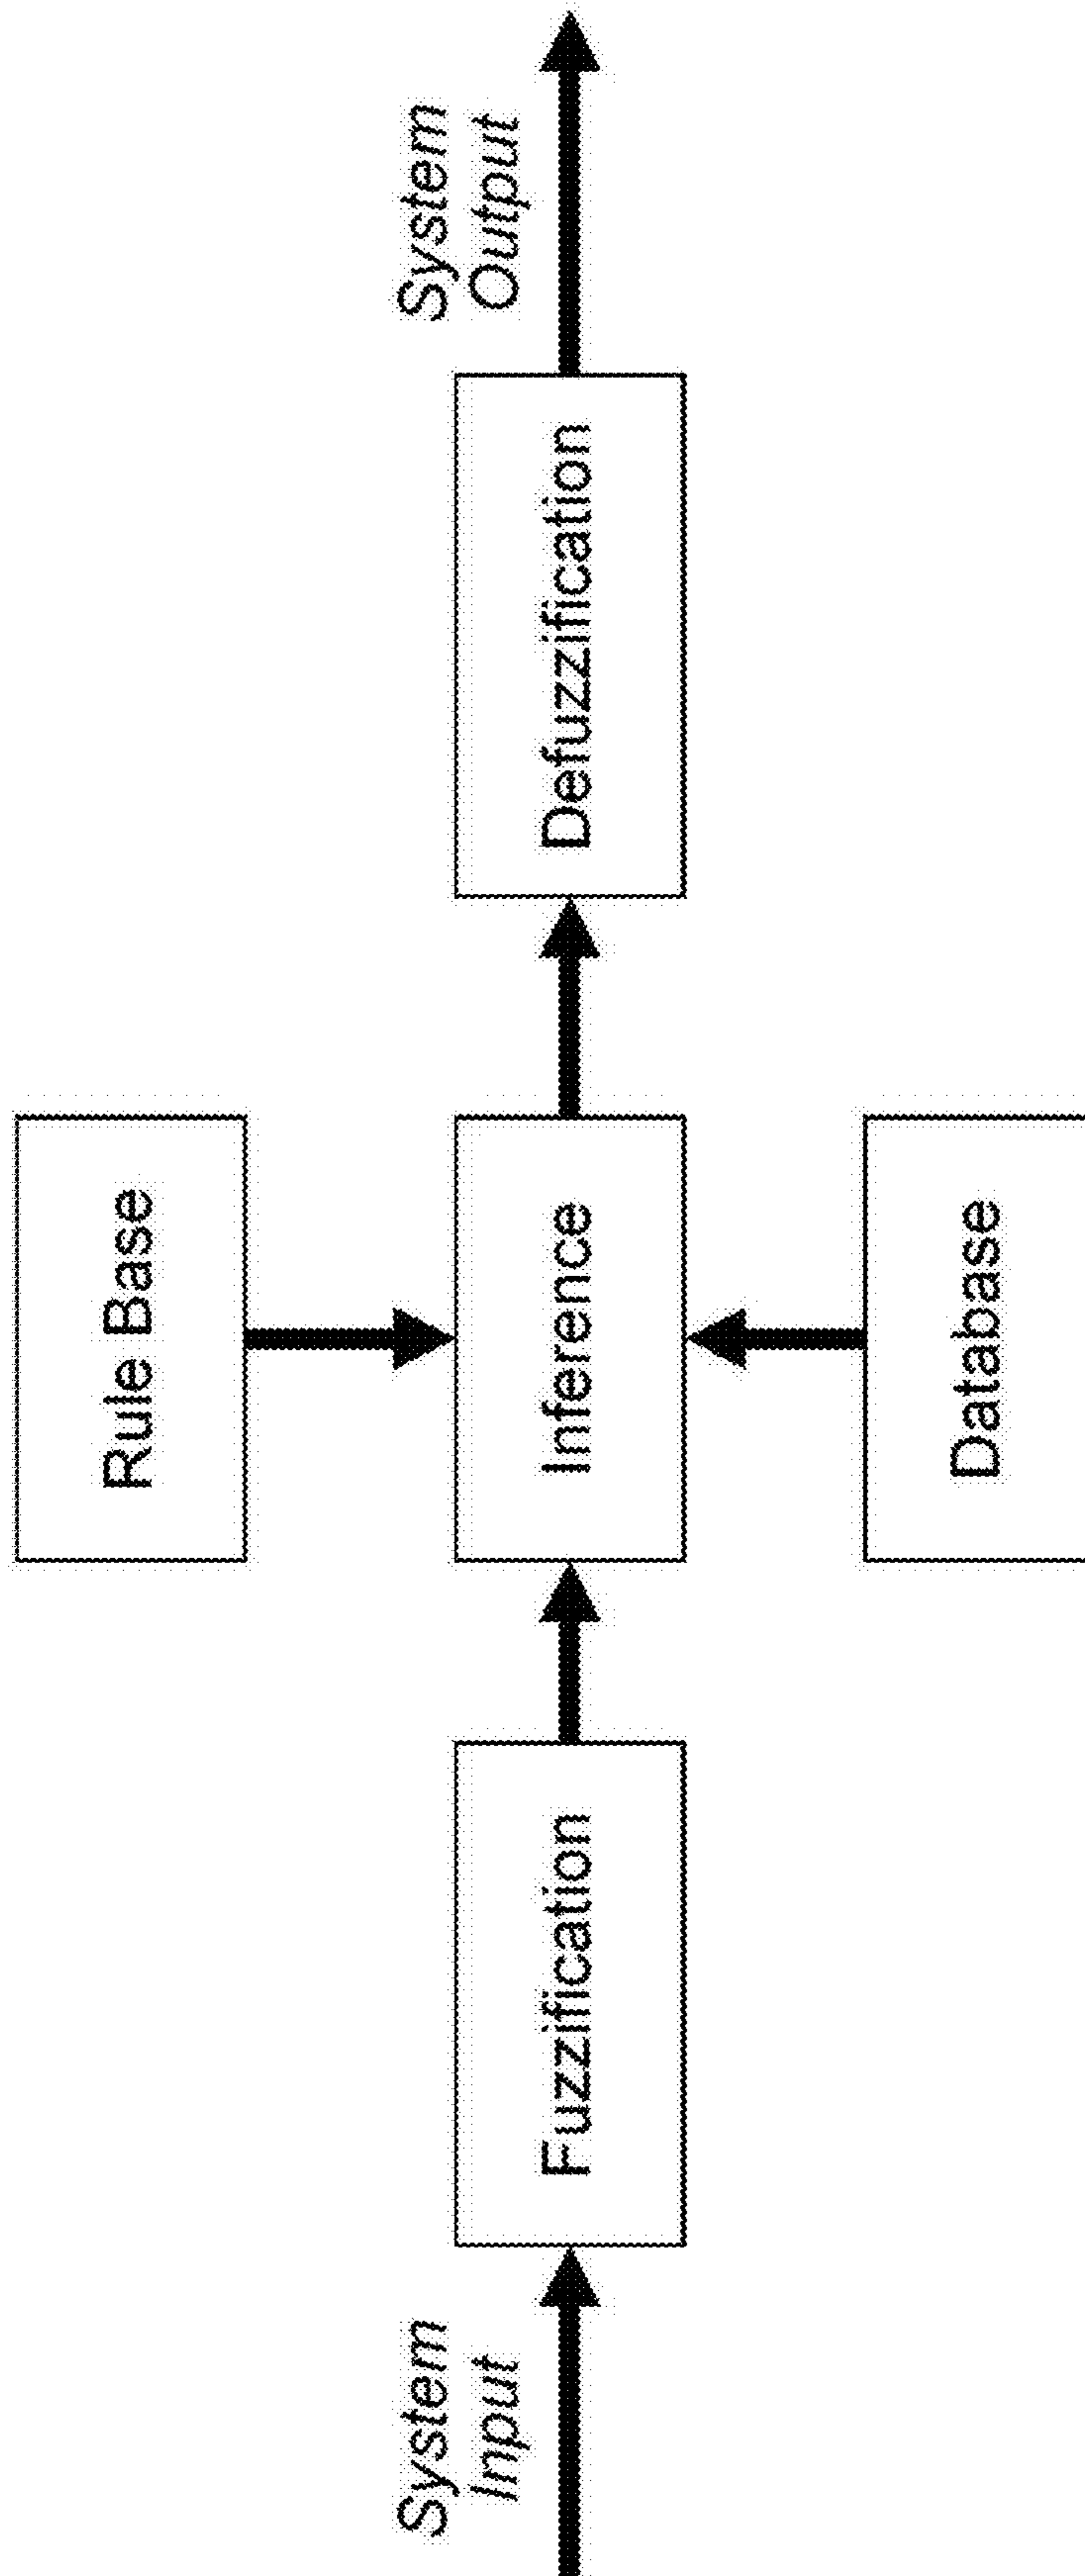 Rule Base
System
Input
System
Output
Fuzzification
Inference
Defuzzification
Database